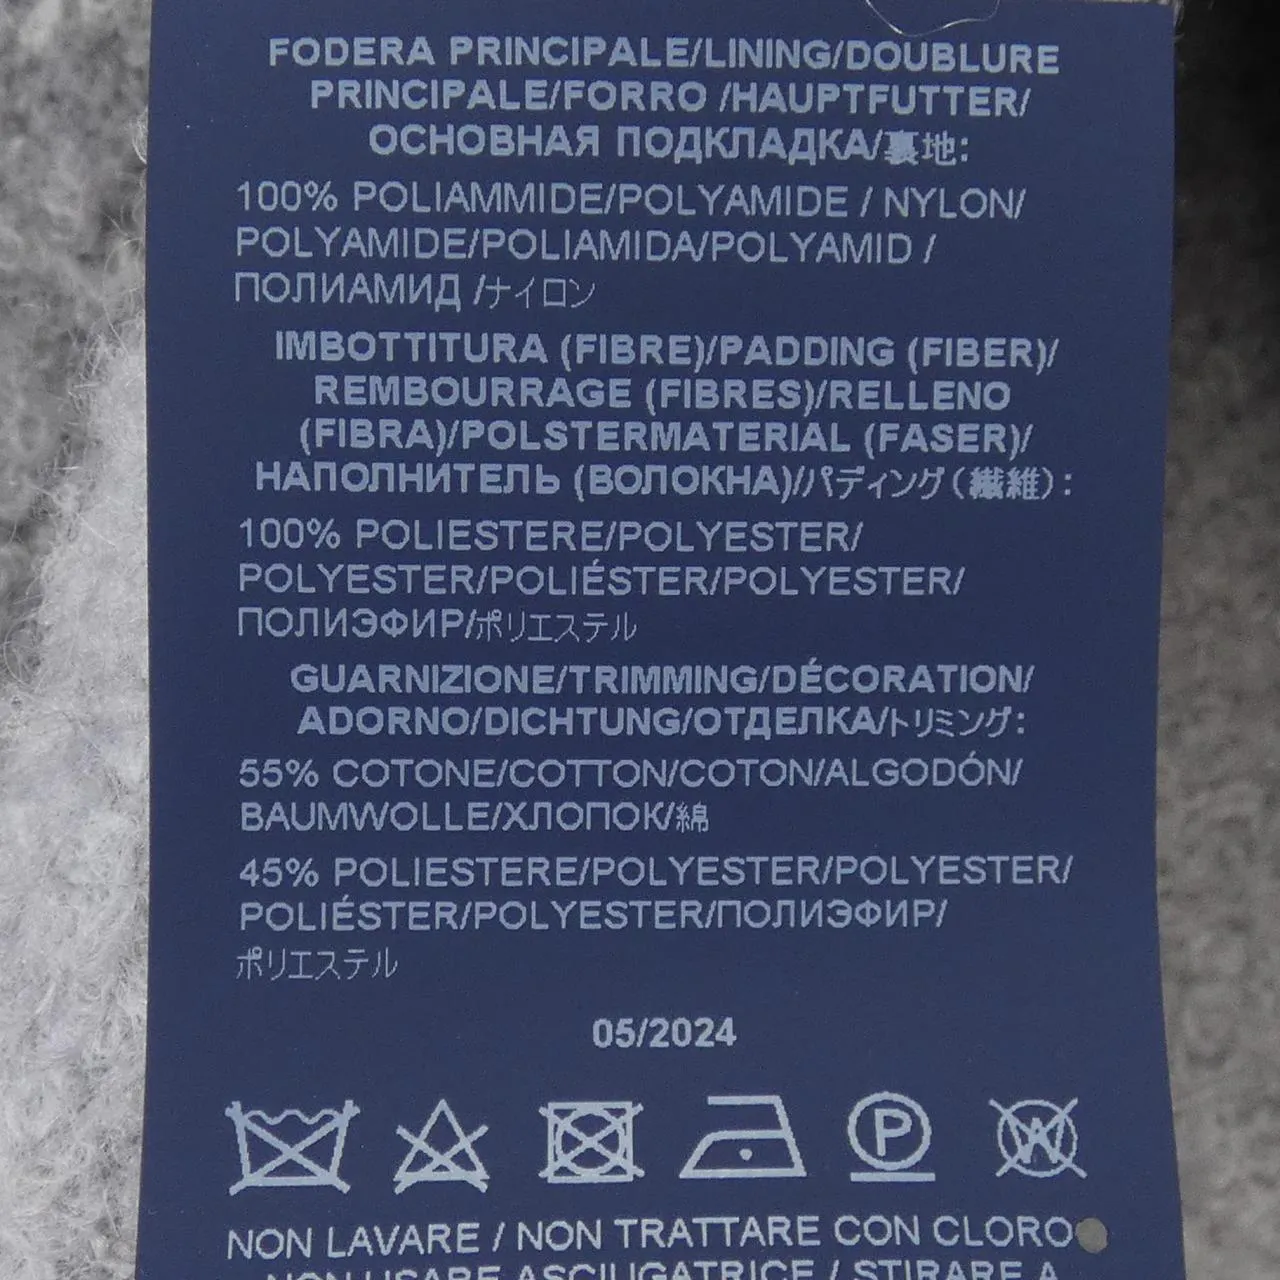 FODERA PRINCIPALE/LINING/DOUBLURE
PRINCIPALE/FORRO /HAUPTFUTTER/
ОСНОВНАЯ ПОДКЛАДКА/裏地:
100% POLIAMMIDE/POLYAMIDE / NYLON/
POLYAMIDE/POLIAMIDA/POLYAMID /
ПОЛИАМИД /ナイロン
IMBOTTITURA (FIBRE)/PADDING (FIBER)/
REMBOURRAGE (FIBRES)/RELLENO
(FIBRA)/POLSTERMATERIAL (FASER)/
НАПОЛНИТЕЛЬ (ВОЛОКНА)/パディング(繊維):
100% POLIESTERE/POLYESTER/
POLYESTER/POLIÉSTER/POLYESTER/
ПОЛИЭФИР/ポリエステル
GUARNIZIONE/TRIMMING/DÉCORATION/
ADORNO/DICHTUNG/ОТДЕЛКА/トリミング:
55% COTONE/COTTON/COTON/ALGODÓN/
BAUMWOLLE/ХЛОПОК/綿
45% POLIESTERE/POLYESTER/POLYESTER/
POLIÉSTER/POLYESTER/ПОЛИЭФИР/
ポリエステル
05/2024
P W
NON LAVARE / NON TRATTARE CON CLORO
NON USARE ASCIUGATRICE / STIRARE A